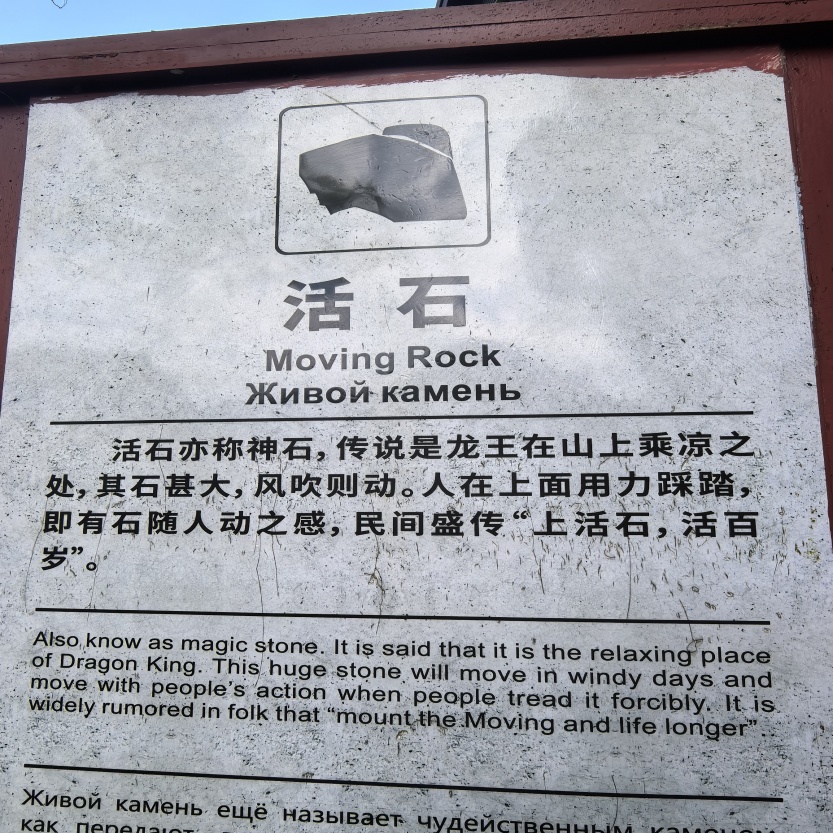 活石
Moving Rock
Живой камень
活石亦称神石，传说是龙王在山上乘凉之
处，其石甚大，风吹则动。人在上面用力踩踏，
即有石随人动之感，民间盛传“上活石，活百
岁”。
Also know as magic stone. It is said that it is the relaxing place
of Dragon King. This huge stone will move in windy days and
move with people's action when people tread it forcibly. It is
widely rumored in folk that “mount the Moving and life longer”.
Живой камень ещё называет чудейственным камнем
как передают